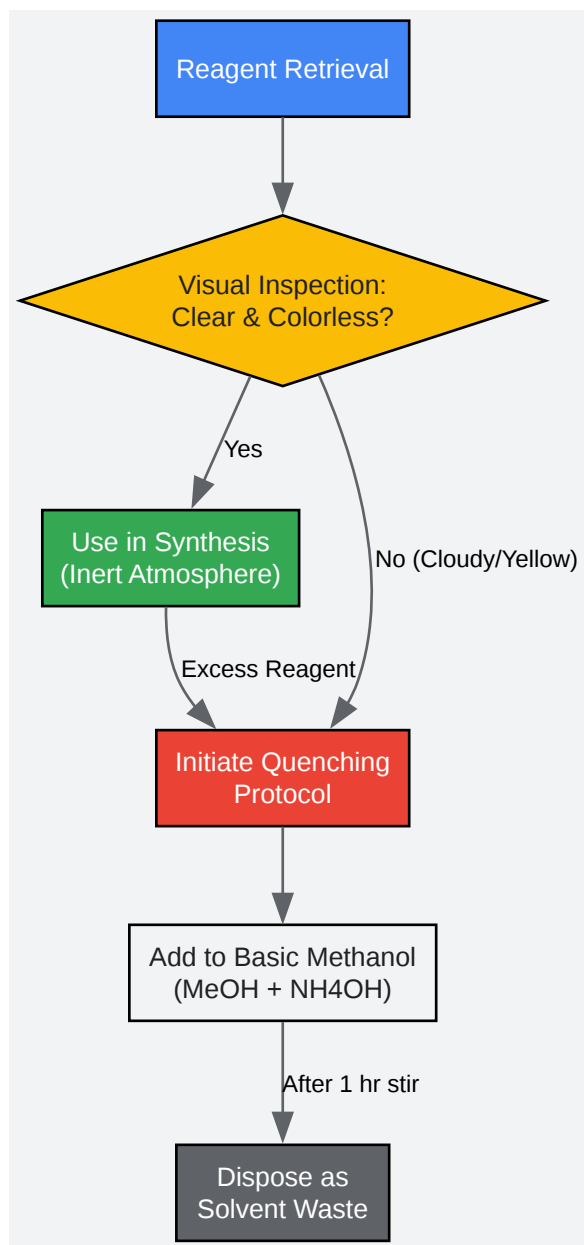 Reagent Retrieval
Visual Inspection:
Clear & Colorless?
Yes
Use in Synthesis
(Inert Atmosphere)
No (Cloudy/Yellow)
Excess Reagent
Initiate Quenching
Protocol
Add to Basic Methanol
(MeOH + NH4OH)
After 1 hr stir
Dispose as
Solvent Waste